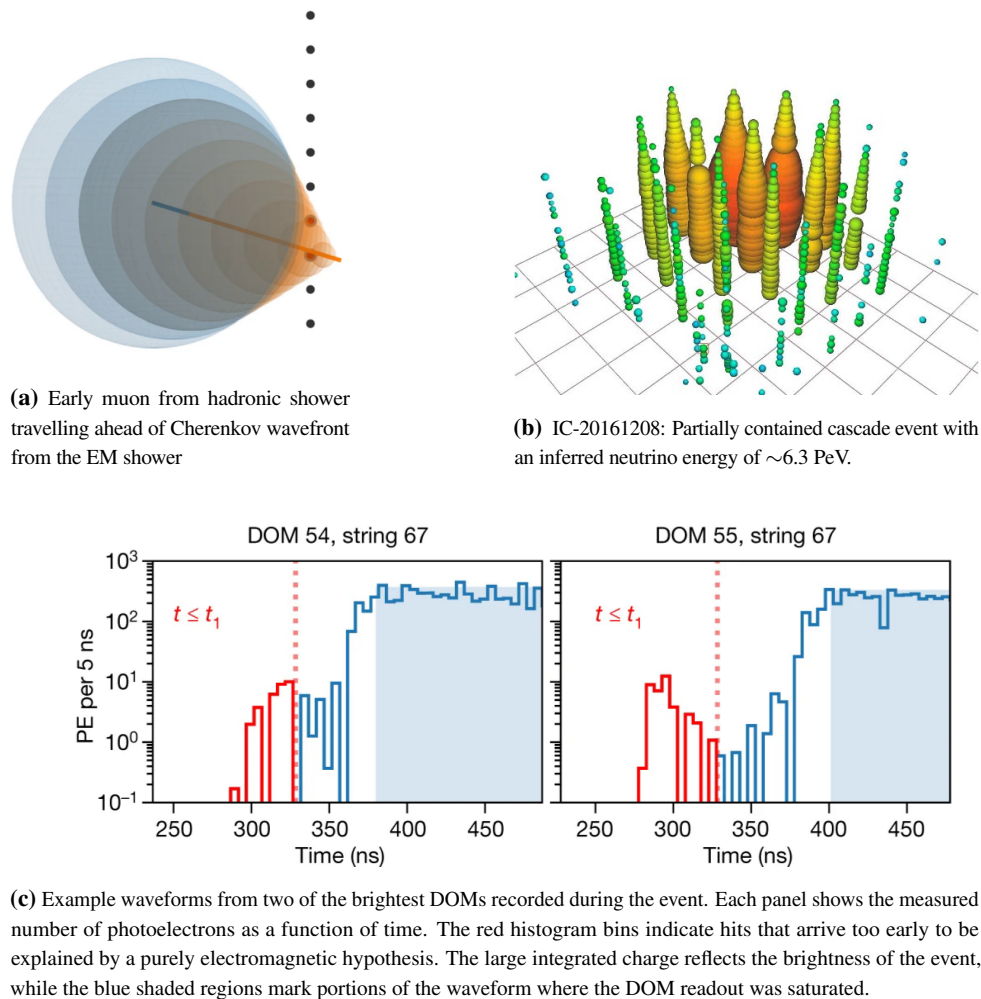 (a) Early muon from hadronic shower
travelling ahead of Cherenkov wavefront
from the EM shower
(b) IC-20161208: Partially contained cascade event with
an inferred neutrino energy of ∼6.3 PeV.
DOM 54, string 67
DOM 55, string 67
10³
10²
10¹
10⁰
10⁻¹
PE per 5 ns
t ≤ t₁
t ≤ t₁
250 300 350 400 450
250 300 350 400 450
Time (ns)
Time (ns)
(c) Example waveforms from two of the brightest DOMs recorded during the event. Each panel shows the measured
number of photoelectrons as a function of time. The red histogram bins indicate hits that arrive too early to be
explained by a purely electromagnetic hypothesis. The large integrated charge reflects the brightness of the event,
while the blue shaded regions mark portions of the waveform where the DOM readout was saturated.